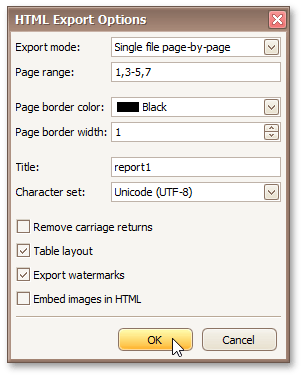 HTML Export Options
Export mode: Single file page-by-page
Page range: 1,3-5,7
Page border color: Black
Page border width: 1
Title: report1
Character set: Unicode (UTF-8)
Remove carriage returns
Table layout
Export watermarks
Embed images in HTML
OK Cancel